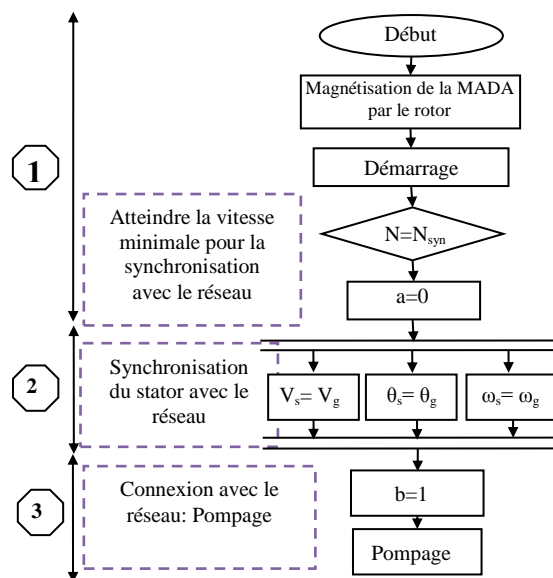 Début
Magnétisation de la MADA
par le rotor
Démarrage
1
Atteindre la vitesse
minimale pour la
synchronisation
avec le réseau
N=Nsyn
a=0
2
Synchronisation
du stator avec le
réseau
Vs= Vg
θs= θg
ωs= ωg
3
Connexion avec le
réseau: Pompage
b=1
Pompage